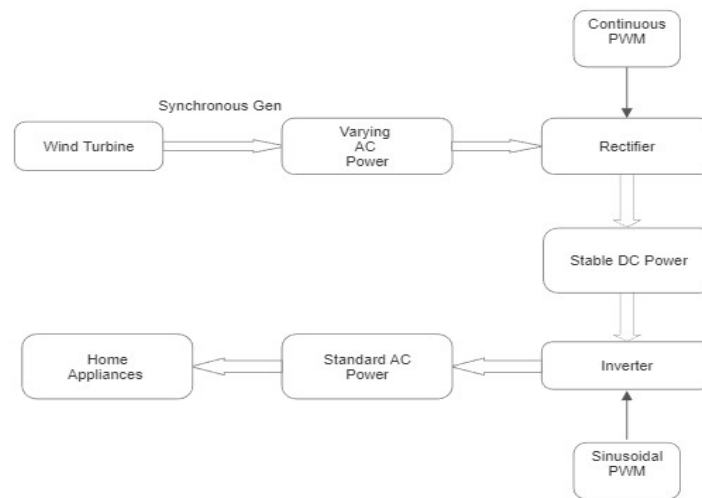 Continuous
PWM
Synchronous Gen
Wind Turbine
Varying
AC
Power
Rectifier
Stable DC Power
Home
Appliances
Standard AC
Power
Inverter
Sinusoidal
PWM